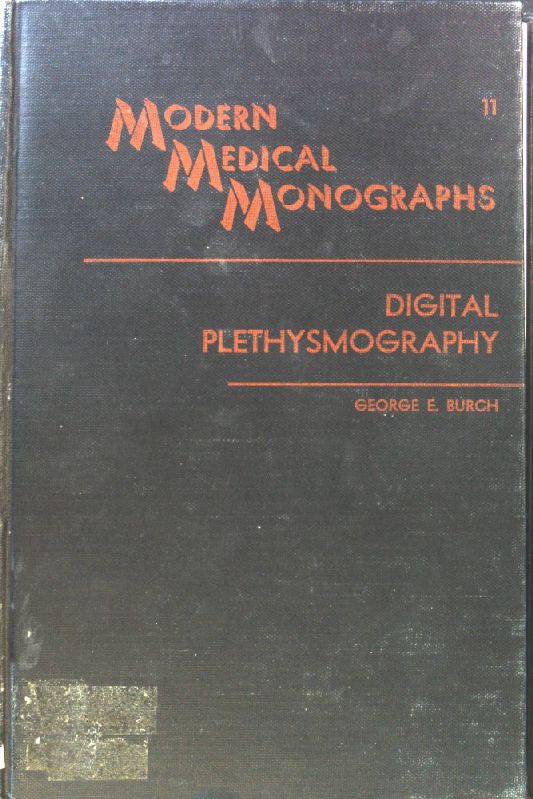 11
MODERN
MEDICAL
MONOGRAPHS
DIGITAL
PLETHYSMOGRAPHY
GEORGE E. BURCH